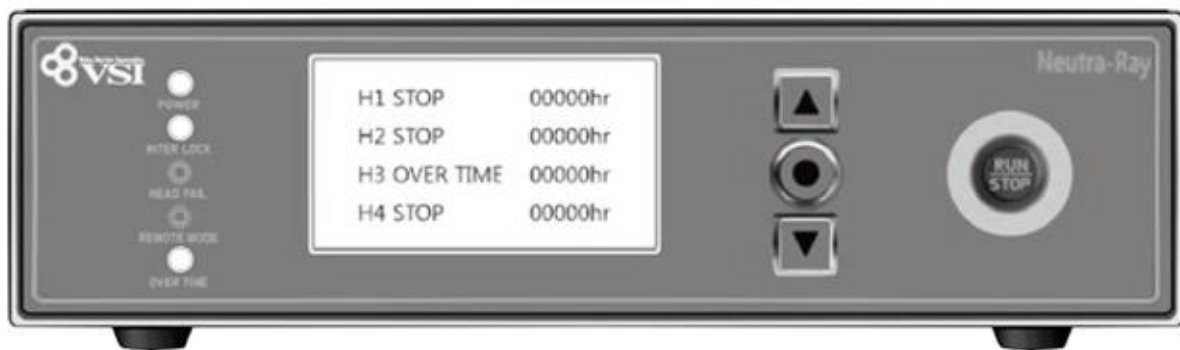 VSI
Neutra-Ray
POWER
INTER LOCK
HEAD FAIL
REMOTE MODE
OVER TIME
H1 STOP 00000hr
H2 STOP 00000hr
H3 OVER TIME 00000hr
H4 STOP 00000hr
RUN
STOP